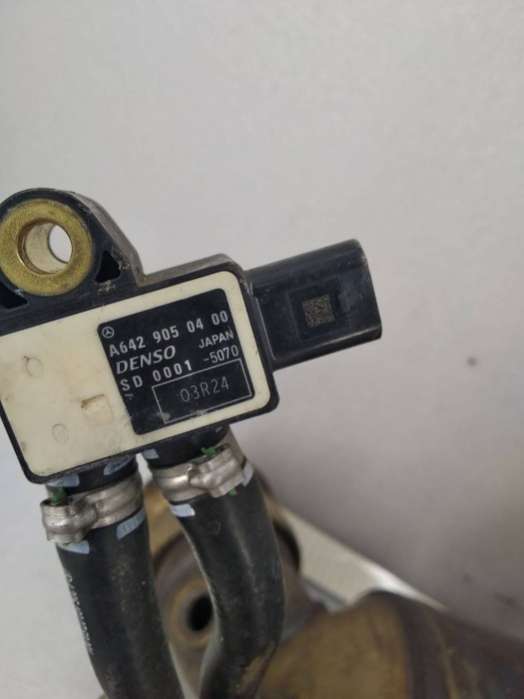 A642 905 04 00
DENSO JAPAN
SD 0001 -5070
03R24